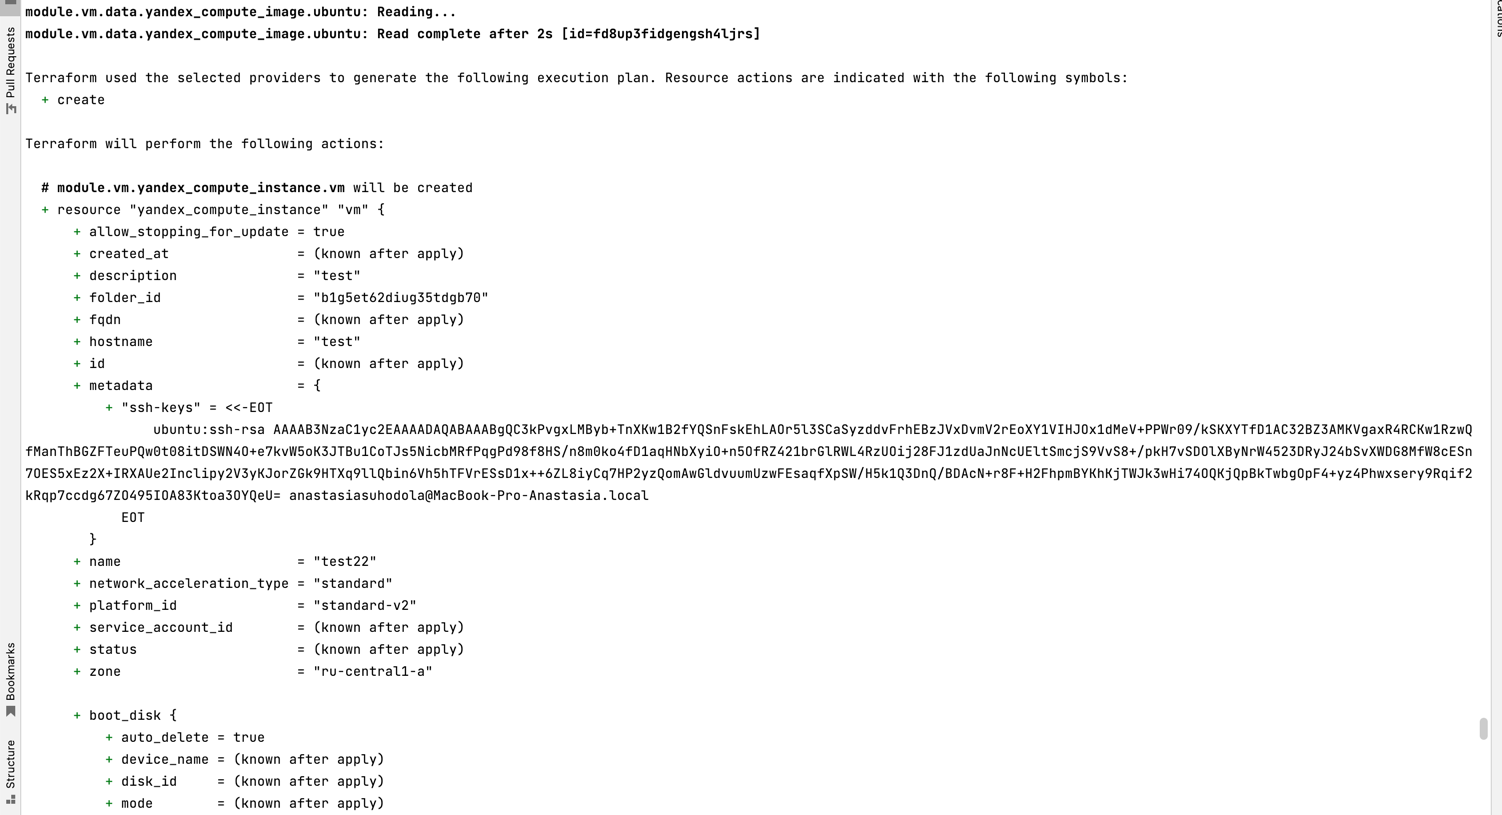 module.vm.data.yandex_compute_image.ubuntu: Reading...
module.vm.data.yandex_compute_image.ubuntu: Read complete after 2s [id=fd8up3fidgengsh4ljrs]
Terraform used the selected providers to generate the following execution plan. Resource actions are indicated with the following symbols:
+ create
Terraform will perform the following actions:
# module.vm.yandex_compute_instance.vm will be created
+ resource "yandex_compute_instance" "vm" {
+ allow_stopping_for_update = true
+ created_at = (known after apply)
+ description = "test"
+ folder_id = "b1g5et62diug35tdgb70"
+ fqdn = (known after apply)
+ hostname = "test"
+ id = (known after apply)
+ metadata = {
+ "ssh-keys" = <<-EOT
ubuntu:ssh-rsa AAAAB3NzaC1yc2EAAAADAQABAAABgQC3kPvgxLMByb+TnXKw1B2fYQSnFskEhLAOr5l3SCaSyzddvFrhEBzJVxDvmV2rEoXY1VIHJOx1dMeV+PPWr09/kSKXYTfD1AC32BZ3AMKVgaxR4RCKw1RzwQ
fManThBGZFTeuPQw0t08itDSWN4O+e7kvW5oK3JTBu1CoTJs5NicbMRfPqgPd98f8HS/n8m0ko4fD1aqHNbXyiO+n5OfRZ421brGlRWL4RzUOij28FJ1zdUaJnNcUEltSmcjS9VvS8+/pkH7vSDOlXByNrW4523DRyJ24bSvXWDG8MfW8cESn
7OES5xEz2X+IRXAUe2Inclipy2V3yKJorZGk9HTXq9llQbin6Vh5hTFVrESsD1x++6ZL8iyCq7HP2yzQomAwGldvuumUzwFEsaqfXpSW/H5k1Q3DnQ/BDAcN+r8F+H2FhpmBYKhKjTWJk3wHi74OQKjQpBkTwbgOpF4+yz4Phwxsery9Rqif2
kRqp7ccdg67ZO495IOA83Ktoa3OYQeU= anastasiasuhodola@MacBook-Pro-Anastasia.local
EOT
}
+ name = "test22"
+ network_acceleration_type = "standard"
+ platform_id = "standard-v2"
+ service_account_id = (known after apply)
+ status = (known after apply)
+ zone = "ru-central1-a"
+ boot_disk {
+ auto_delete = true
+ device_name = (known after apply)
+ disk_id = (known after apply)
+ mode = (known after apply)
Pull Requests
Bookmarks
Structure